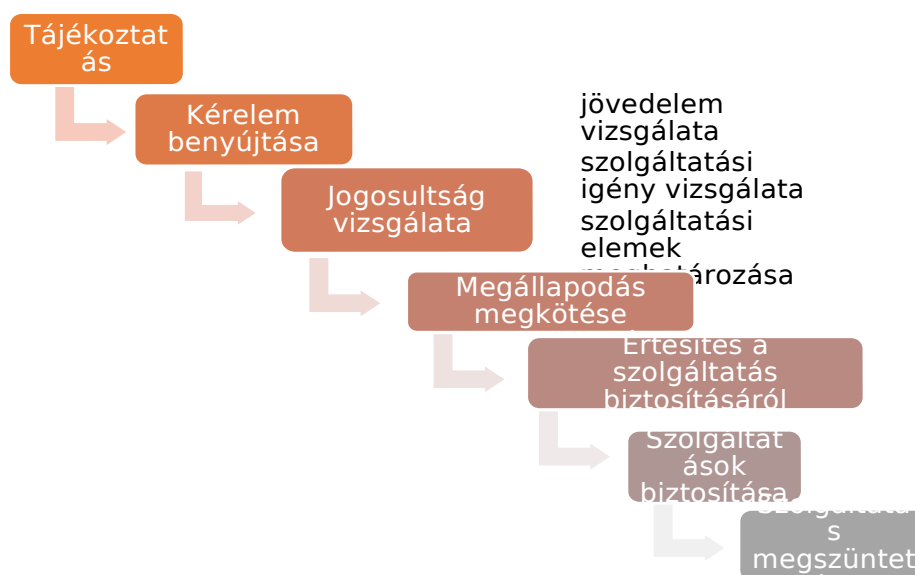 Tájékoztat
ás
Kérelem
benyújtása
Jogosultság
vizsgálata
jövedelem
vizsgálata
szolgáltatási
igény vizsgálata
szolgáltatási
elemek
meghatározása
Megállapodás
megkötése
Értesítés a
szolgáltatás
biztosításáról
Szolgáltat
ások
biztosítása
Szolgáltatá
s
megszüntet